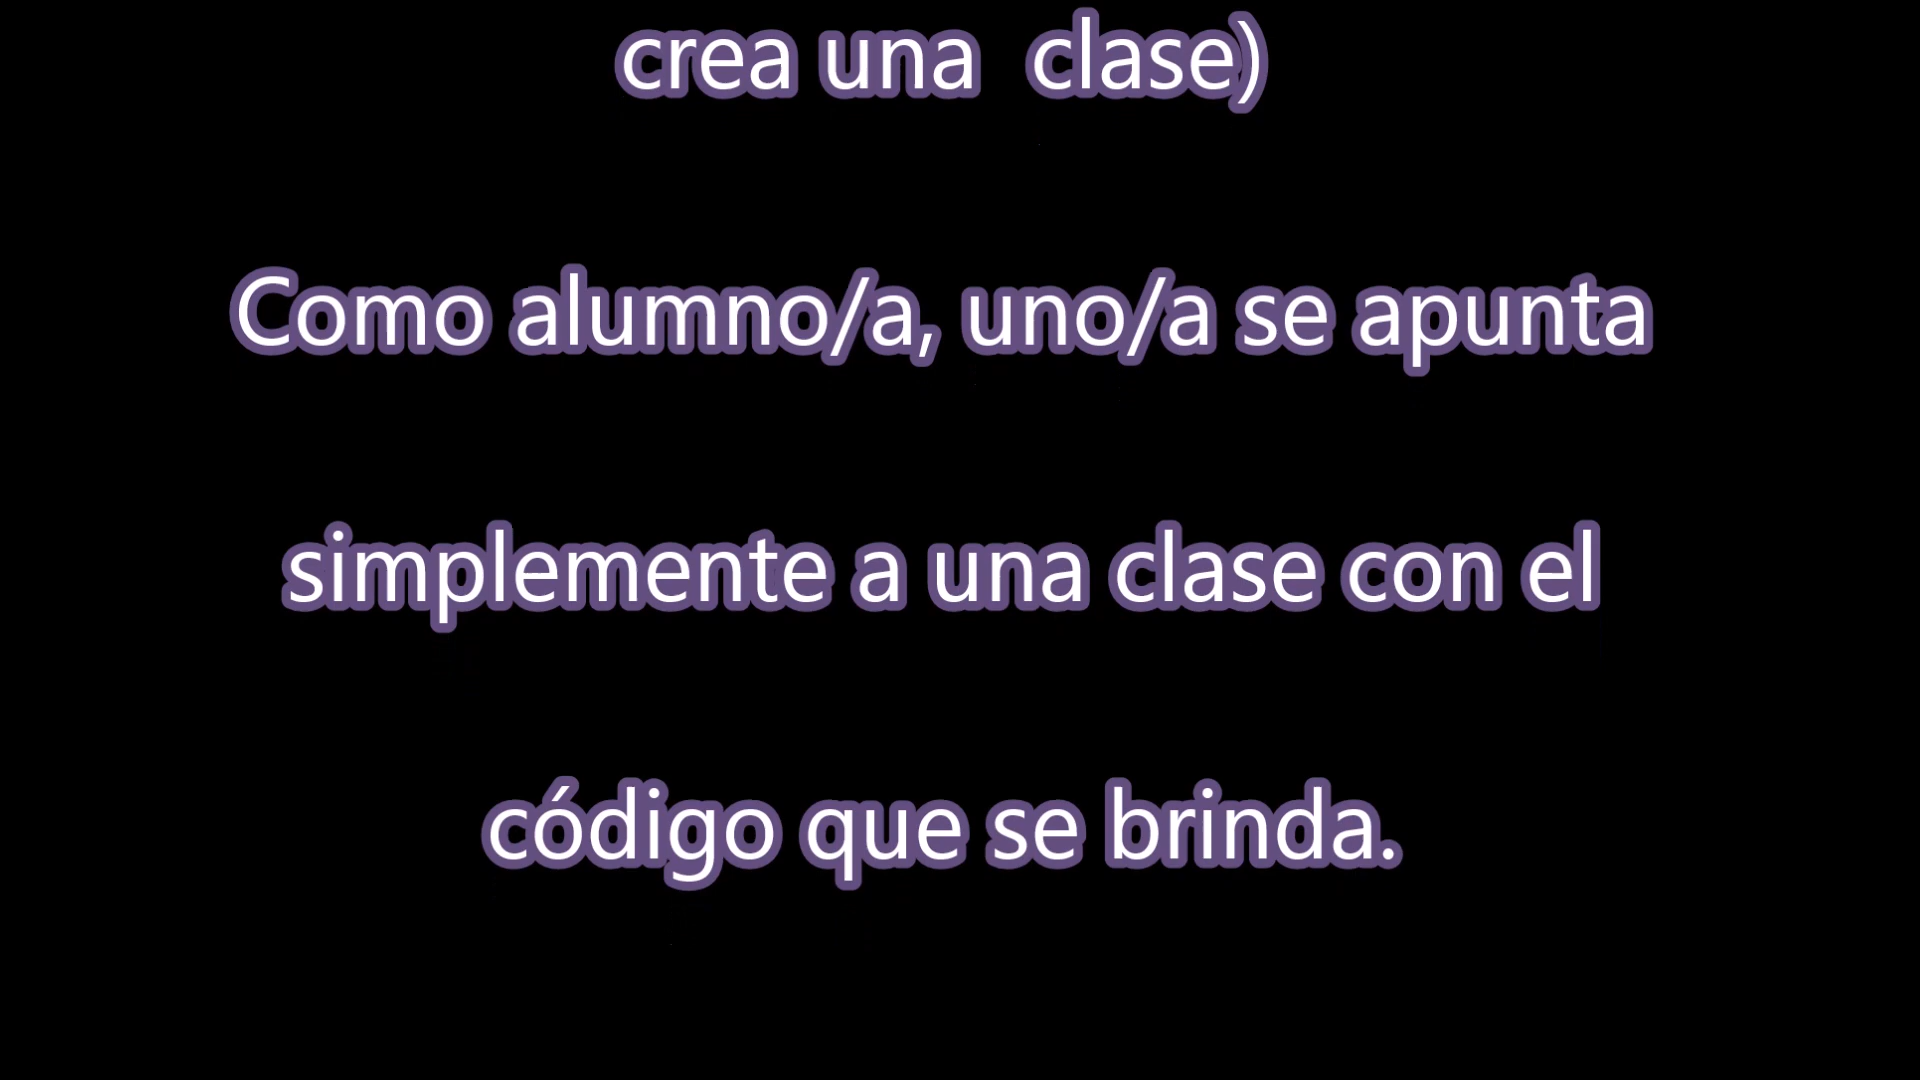 crea una  clase)
Como alumno/a, uno/a se apunta
simplemente a una clase con el
código que se brinda.